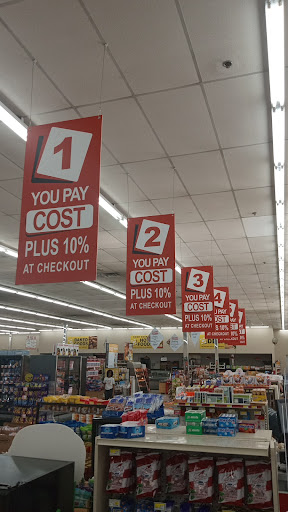 1
YOU PAY
COST
PLUS 10%
AT CHECKOUT
2
YOU PAY
COST
PLUS 10%
AT CHECKOUT
3
YOU PAY
COST
PLUS 10%
AT CHECKOUT
4